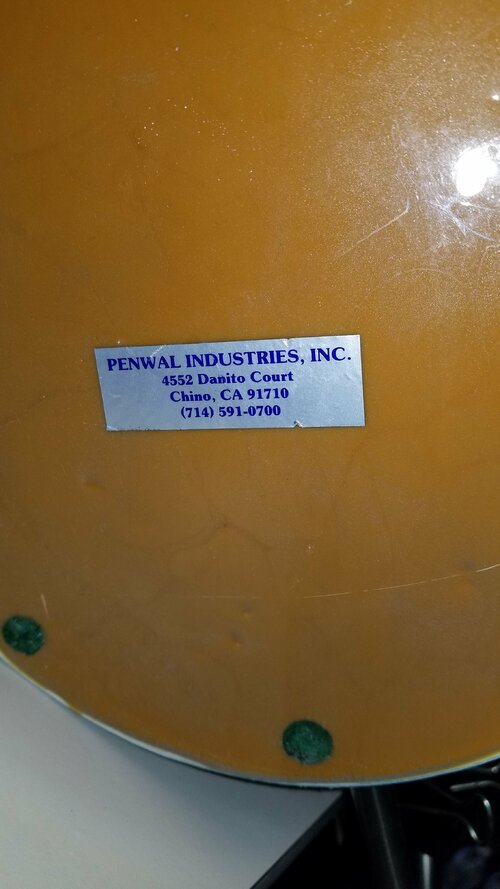 PENWAL INDUSTRIES, INC.
4552 Danito Court
Chino, CA 91710
(714) 591-0700